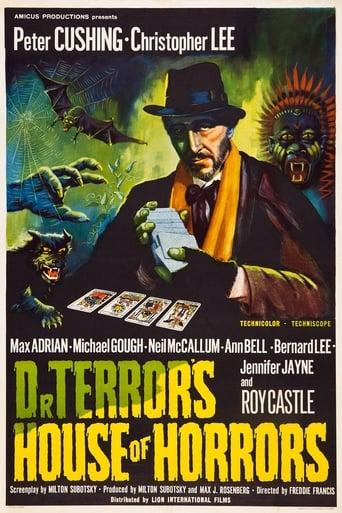 AMICUS PRODUCTIONS presents
Peter CUSHING - Christopher LEE
TECHNICOLOR - TECHNISCOPE
Max ADRIAN - Michael GOUGH - Neil McCALLUM - Ann BELL - Bernard LEE -
Jennifer JAYNE
and
ROY CASTLE
DR. TERROR'S
HOUSE OF HORRORS
Screenplay by MILTON SUBOTSKY Produced by MILTON SUBOTSKY and MAX J. ROSENBERG Directed by FREDDIE FRANCIS
Distributed by LION INTERNATIONAL FILMS